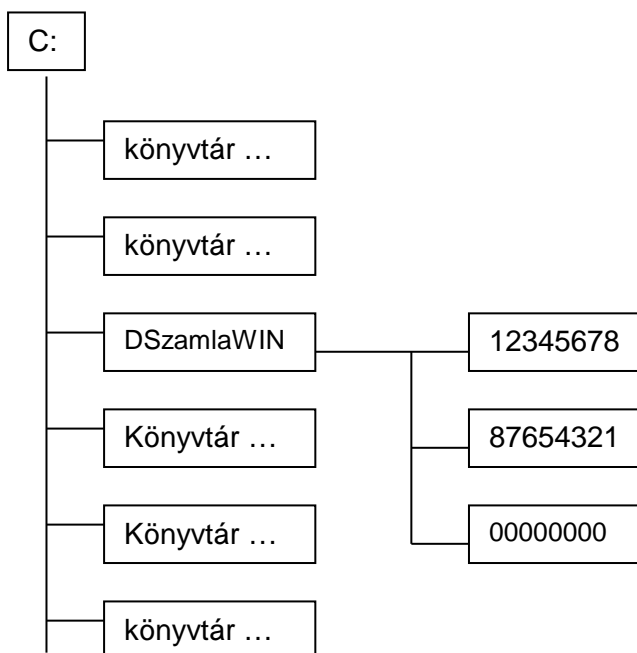 C:
könyvtár …
könyvtár …
DSzamlaWIN
12345678
Könyvtár …
87654321
Könyvtár …
00000000
könyvtár …